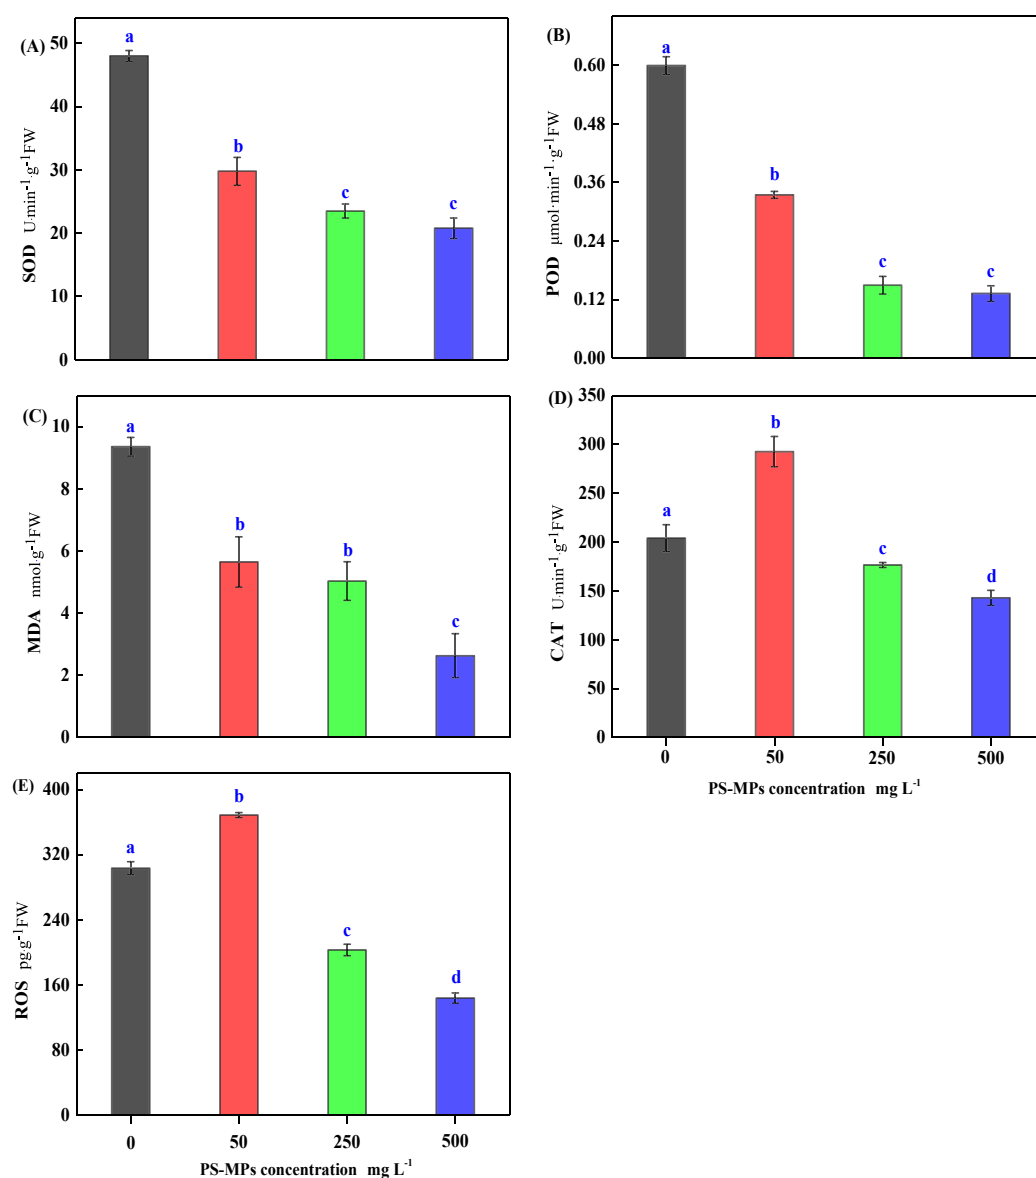 (A)
SOD U·min⁻¹·g⁻¹FW
50
40
30
20
10
0
a
b
c
c
(B)
POD μmol·min⁻¹·g⁻¹FW
0.60
0.48
0.36
0.24
0.12
0.00
a
b
c
c
(C)
MDA nmol·g⁻¹FW
10
8
6
4
2
0
a
b
b
c
(D)
CAT U·min⁻¹·g⁻¹FW
350
300
250
200
150
100
50
0
a
b
c
d
0 50 250 500
PS-MPs concentration mg L⁻¹
(E)
ROS pg·g⁻¹FW
400
320
240
160
80
0
a
b
c
d
0 50 250 500
PS-MPs concentration mg L⁻¹